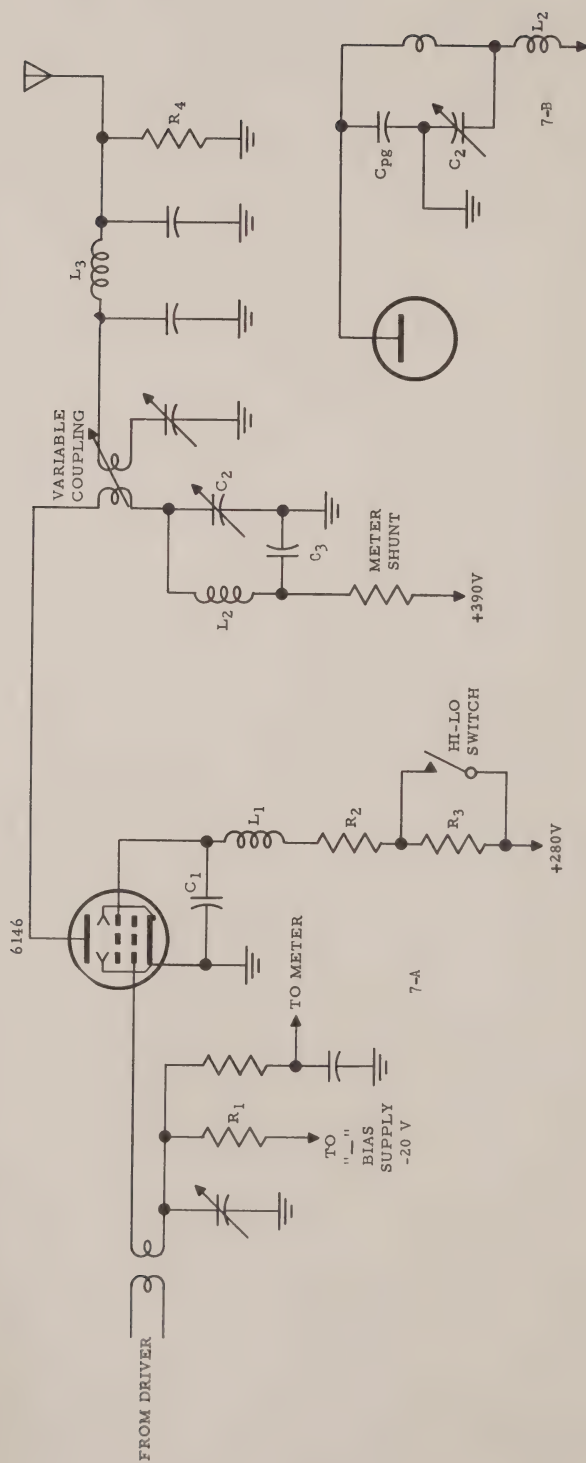 6146
FROM DRIVER
R1
TO
"—"
BIAS
SUPPLY
-20 V
TO METER
C1
L1
R2
R3
HI-LO
SWITCH
+280V
7-A
VARIABLE
COUPLING
L2
C2
C3
METER
SHUNT
+390V
L3
R4
Cpg
C2
L2
7-B